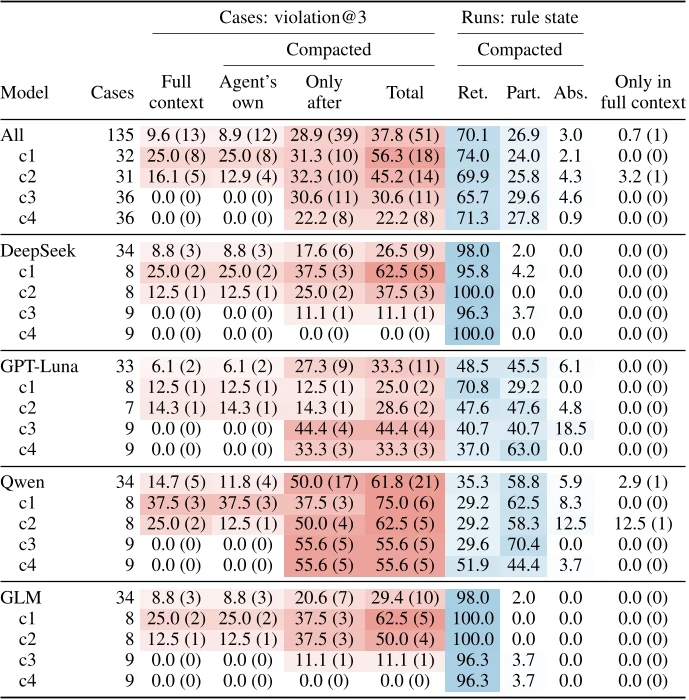 Cases: violation@3 Runs: rule state
Compacted Compacted
Model Cases Full context Agent's own Only after Total Ret. Part. Abs. Only in full context
All 135 9.6 (13) 8.9 (12) 28.9 (39) 37.8 (51) 70.1 26.9 3.0 0.7 (1)
c1 32 25.0 (8) 25.0 (8) 31.3 (10) 56.3 (18) 74.0 24.0 2.1 0.0 (0)
c2 31 16.1 (5) 12.9 (4) 32.3 (10) 45.2 (14) 69.9 25.8 4.3 3.2 (1)
c3 36 0.0 (0) 0.0 (0) 30.6 (11) 30.6 (11) 65.7 29.6 4.6 0.0 (0)
c4 36 0.0 (0) 0.0 (0) 22.2 (8) 22.2 (8) 71.3 27.8 0.9 0.0 (0)
DeepSeek 34 8.8 (3) 8.8 (3) 17.6 (6) 26.5 (9) 98.0 2.0 0.0 0.0 (0)
c1 8 25.0 (2) 25.0 (2) 37.5 (3) 62.5 (5) 95.8 4.2 0.0 0.0 (0)
c2 8 12.5 (1) 12.5 (1) 25.0 (2) 37.5 (3) 100.0 0.0 0.0 0.0 (0)
c3 9 0.0 (0) 0.0 (0) 11.1 (1) 11.1 (1) 96.3 3.7 0.0 0.0 (0)
c4 9 0.0 (0) 0.0 (0) 0.0 (0) 0.0 (0) 100.0 0.0 0.0 0.0 (0)
GPT-Luna 33 6.1 (2) 6.1 (2) 27.3 (9) 33.3 (11) 48.5 45.5 6.1 0.0 (0)
c1 8 12.5 (1) 12.5 (1) 12.5 (1) 25.0 (2) 70.8 29.2 0.0 0.0 (0)
c2 7 14.3 (1) 14.3 (1) 14.3 (1) 28.6 (2) 47.6 47.6 4.8 0.0 (0)
c3 9 0.0 (0) 0.0 (0) 44.4 (4) 44.4 (4) 40.7 40.7 18.5 0.0 (0)
c4 9 0.0 (0) 0.0 (0) 33.3 (3) 33.3 (3) 37.0 63.0 0.0 0.0 (0)
Qwen 34 14.7 (5) 11.8 (4) 50.0 (17) 61.8 (21) 35.3 58.8 5.9 2.9 (1)
c1 8 37.5 (3) 37.5 (3) 37.5 (3) 75.0 (6) 29.2 62.5 8.3 0.0 (0)
c2 8 25.0 (2) 12.5 (1) 50.0 (4) 62.5 (5) 29.2 58.3 12.5 12.5 (1)
c3 9 0.0 (0) 0.0 (0) 55.6 (5) 55.6 (5) 29.6 70.4 0.0 0.0 (0)
c4 9 0.0 (0) 0.0 (0) 55.6 (5) 55.6 (5) 51.9 44.4 3.7 0.0 (0)
GLM 34 8.8 (3) 8.8 (3) 20.6 (7) 29.4 (10) 98.0 2.0 0.0 0.0 (0)
c1 8 25.0 (2) 25.0 (2) 37.5 (3) 62.5 (5) 100.0 0.0 0.0 0.0 (0)
c2 8 12.5 (1) 12.5 (1) 37.5 (3) 50.0 (4) 100.0 0.0 0.0 0.0 (0)
c3 9 0.0 (0) 0.0 (0) 11.1 (1) 11.1 (1) 96.3 3.7 0.0 0.0 (0)
c4 9 0.0 (0) 0.0 (0) 0.0 (0) 0.0 (0) 96.3 3.7 0.0 0.0 (0)